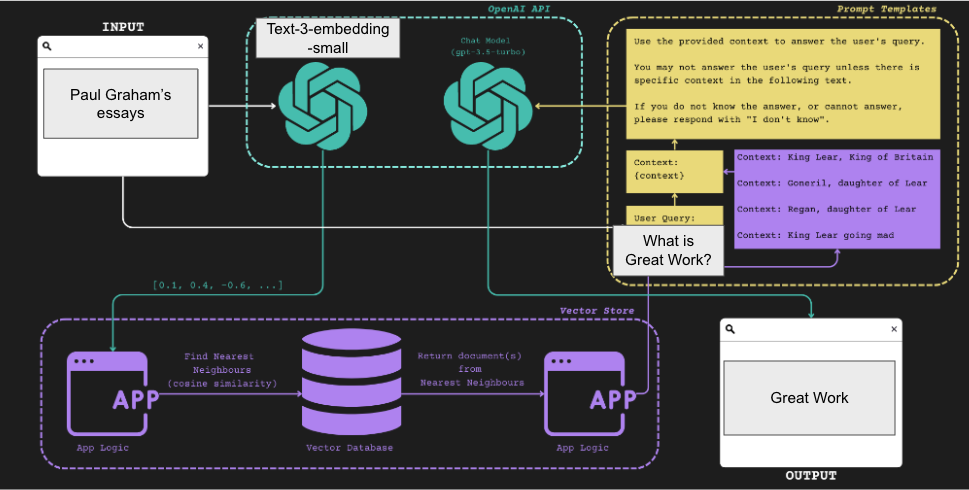 INPUT
Paul Graham's
essays
OpenAI API
Text-3-embedding
-small
Chat Model
(gpt-3.5-turbo)
Prompt Templates
Use the provided context to answer the user's query.
You may not answer the user's query unless there is
specific context in the following text.
If you do not know the answer, or cannot answer,
please respond with "I don't know".
Context:
{context}
Context: King Lear, King of Britain
Context: Goneril, daughter of Lear
Context: Regan, daughter of Lear
Context: King Lear going mad
User Query:
What is
Great Work?
[0.1, 0.4, -0.6, ...]
Vector Store
APP
App Logic
Find Nearest
Neighbours
(cosine similarity)
Vector Database
Return document(s)
from
Nearest Neighbours
APP
App Logic
Great Work
OUTPUT